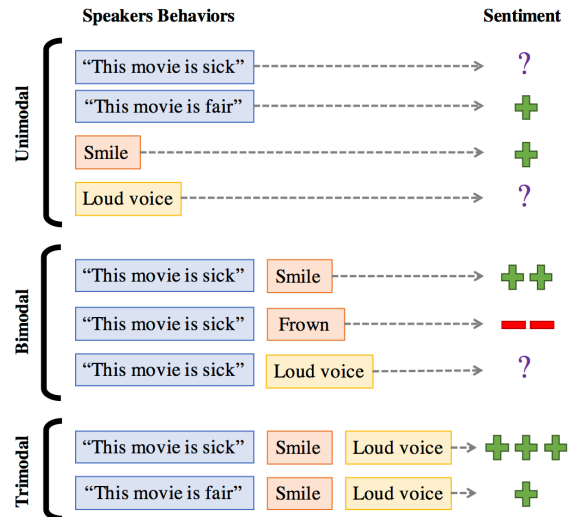 Speakers Behaviors Sentiment
Unimodal
“This movie is sick” ?
“This movie is fair”
Smile
Loud voice ?
Bimodal
“This movie is sick” Smile
“This movie is sick” Frown
“This movie is sick” Loud voice ?
Trimodal
“This movie is sick” Smile Loud voice
“This movie is fair” Smile Loud voice